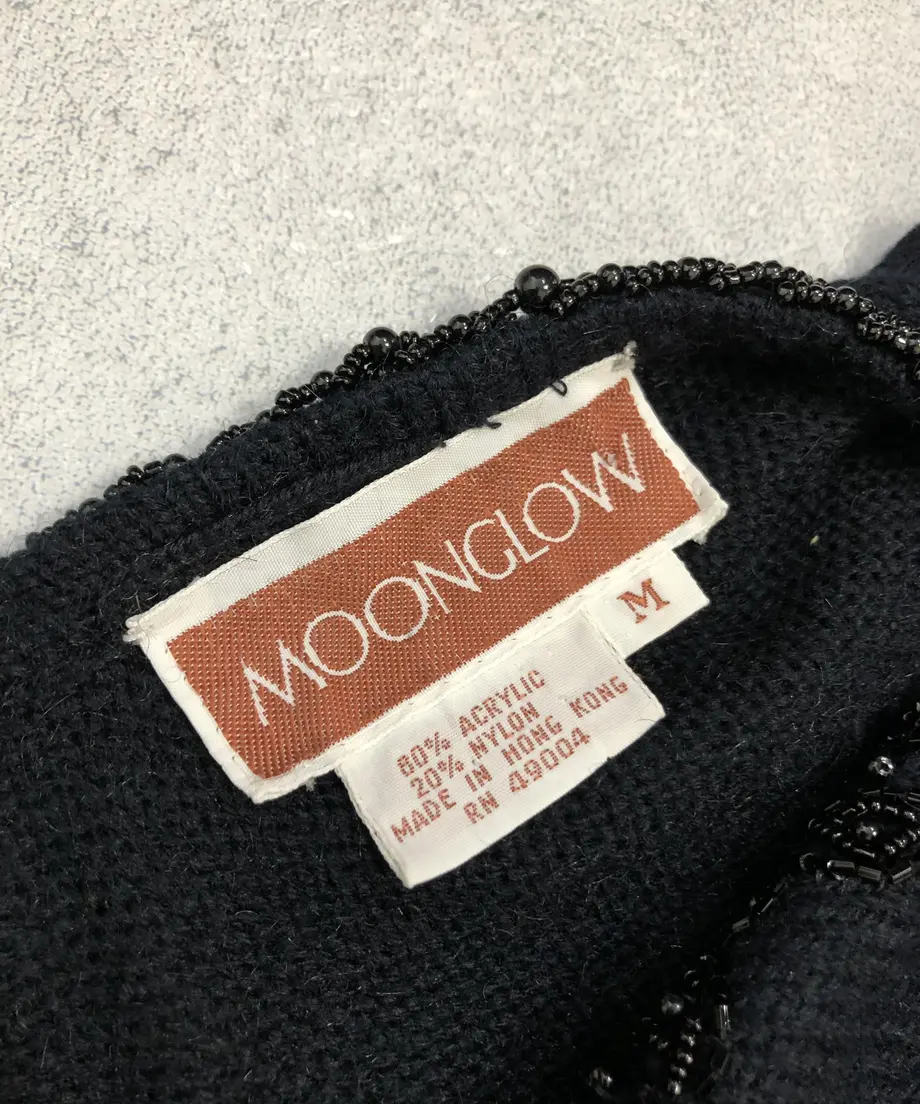 MOONGLOW
M
80% ACRYLIC
20% NYLON
MADE IN HONG KONG
RN 49004